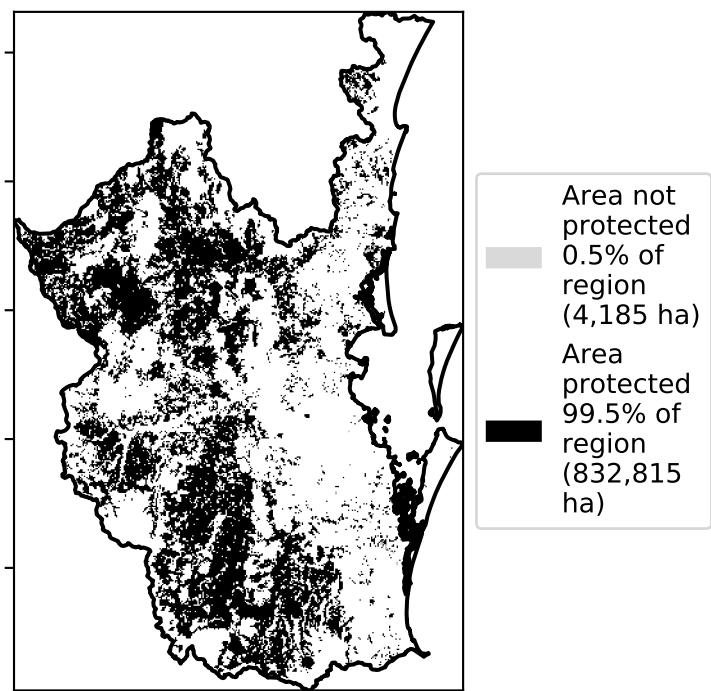 Area not
protected
0.5% of
region
(4,185 ha)
Area
protected
99.5% of
region
(832,815
ha)